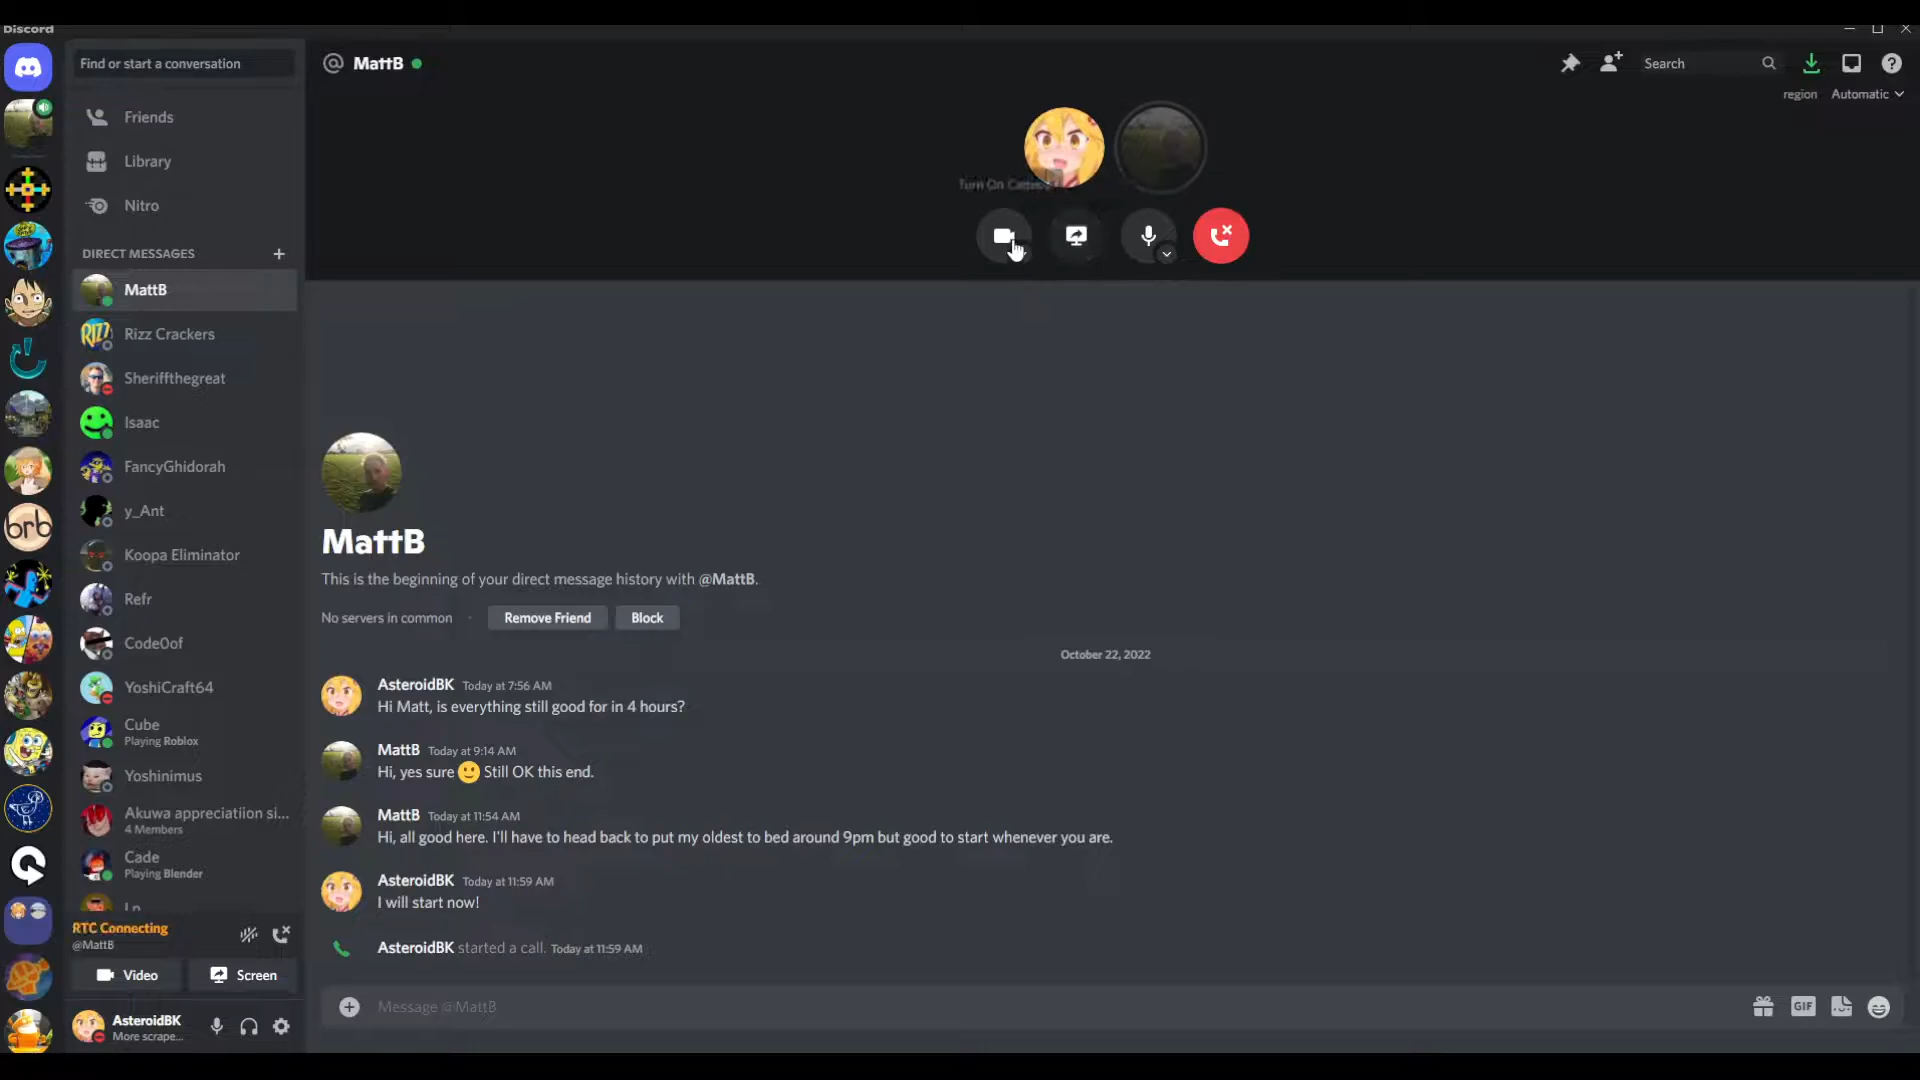 Discord
Find or start a conversation
Friends
Library
Nitro
DIRECT MESSAGES
MattB
Rizz Crackers
Sheriffthegreat
Isaac
FancyGhidorah
y_Ant
Koopa Eliminator
Refr
CodeOof
YoshiCraft64
Cube
Playing Roblox
Yoshinimus
Akuwa appreciatiion si...
4 Members
Cade
Playing Blender
RTC Connecting
@MattB
Video
Screen
AsteroidBK
More scrape...
MattB
Search
region
Automatic
Turn On
brb
RIZZ
MattB
This is the beginning of your direct message history with @MattB.
No servers in common
Remove Friend
Block
October 22, 2022
AsteroidBK Today at 7:56 AM
Hi Matt, is everything still good for in 4 hours?
MattB Today at 9:14 AM
Hi, yes sure 🙂 Still OK this end.
MattB Today at 11:54 AM
Hi, all good here. I'll have to head back to put my oldest to bed around 9pm but good to start whenever you are.
AsteroidBK Today at 11:59 AM
I will start now!
AsteroidBK started a call. Today at 11:59 AM
Message @MattB
GIF